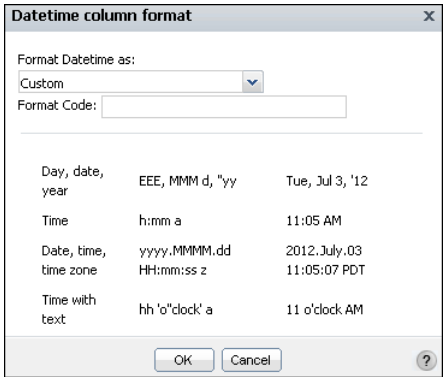 Datetime column format x
Format Datetime as:
Custom
Format Code:
Day, date, year EEE, MMM d, "yy Tue, Jul 3, '12
Time h:mm a 11:05 AM
Date, time, time zone yyyy.MMMM.dd HH:mm:ss z 2012.July.03 11:05:07 PDT
Time with text hh 'o"clock' a 11 o'clock AM
OK Cancel ?